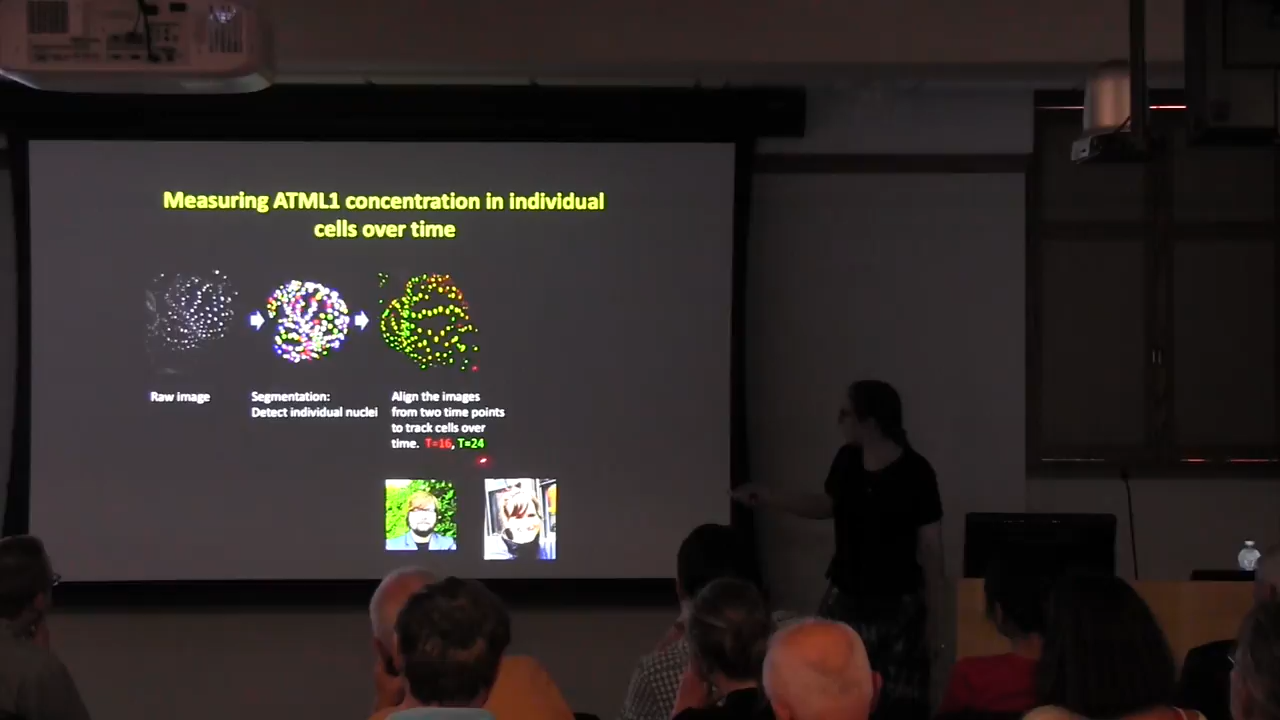 Measuring ATML1 concentration in individual
cells over time
Raw image
Segmentation:
Detect individual nuclei
Align the images
from two time points
to track cells over
time. T=16, T=24